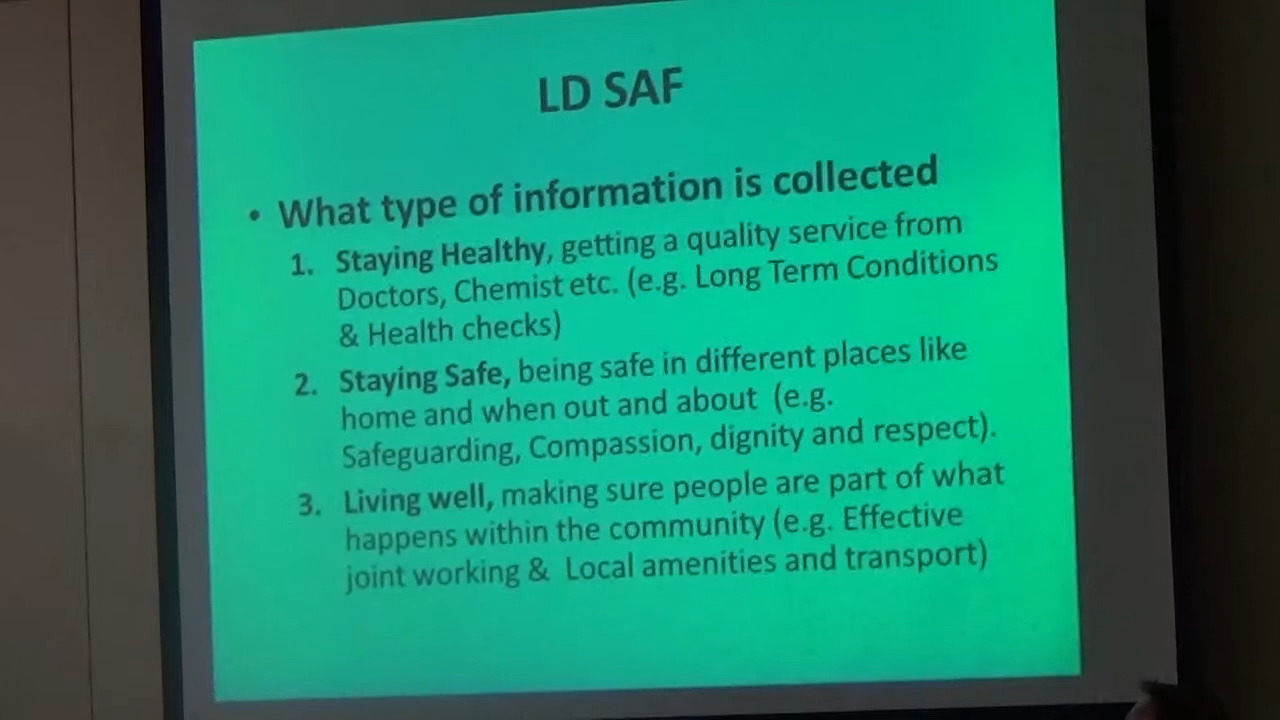 LD SAF
• What type of information is collected
1. Staying Healthy, getting a quality service from
Doctors, Chemist etc. (e.g. Long Term Conditions
& Health checks)
2. Staying Safe, being safe in different places like
home and when out and about (e.g.
Safeguarding, Compassion, dignity and respect).
3. Living well, making sure people are part of what
happens within the community (e.g. Effective
joint working & Local amenities and transport)